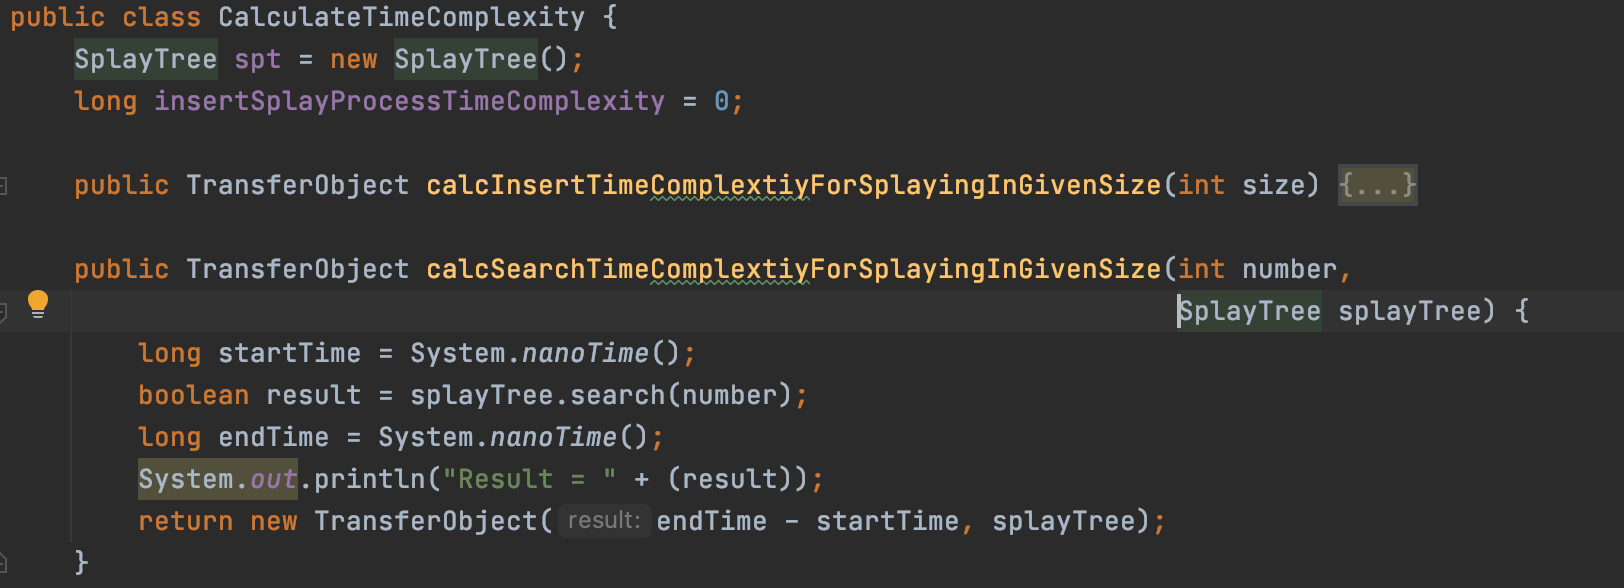 public class CalculateTimeComplexity {
    SplayTree spt = new SplayTree();
    long insertSplayProcessTimeComplexity = 0;

    public TransferObject calcInsertTimeComplextiyForSplayingInGivenSize(int size) {...}

    public TransferObject calcSearchTimeComplextiyForSplayingInGivenSize(int number,
                                                                         SplayTree splayTree) {
        long startTime = System.nanoTime();
        boolean result = splayTree.search(number);
        long endTime = System.nanoTime();
        System.out.println("Result = " + (result));
        return new TransferObject( result: endTime - startTime, splayTree);
    }